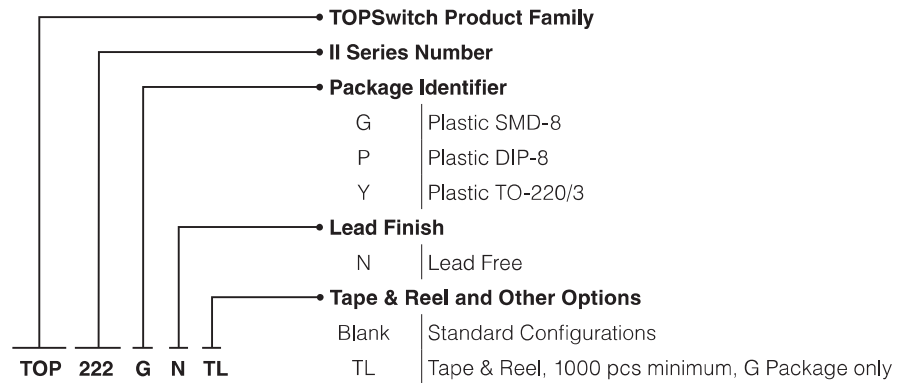 TOPSwitch Product Family
II Series Number
Package Identifier
G Plastic SMD-8
P Plastic DIP-8
Y Plastic TO-220/3
Lead Finish
N Lead Free
Tape & Reel and Other Options
Blank Standard Configurations
TL Tape & Reel, 1000 pcs minimum, G Package only
TOP 222 G N TL